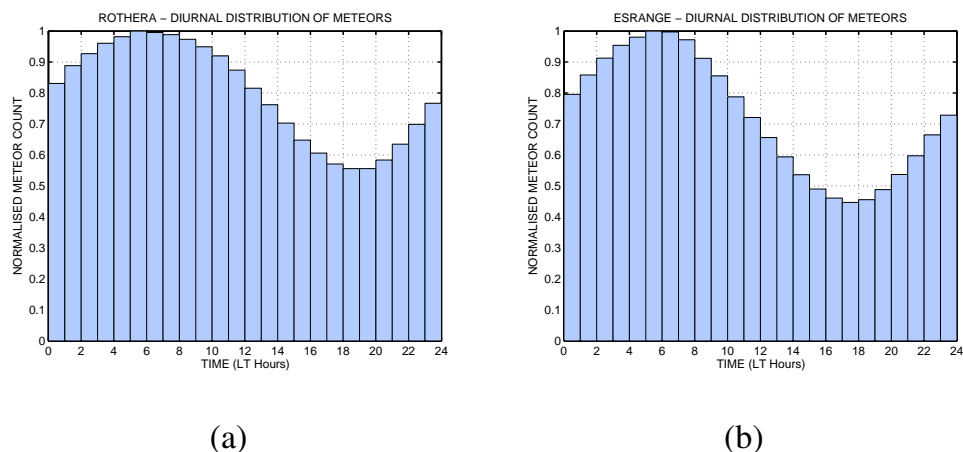 ROTHERA – DIURNAL DISTRIBUTION OF METEORS
NORMALISED METEOR COUNT
1
0.9
0.8
0.7
0.6
0.5
0.4
0.3
0.2
0.1
0
0 2 4 6 8 10 12 14 16 18 20 22 24
TIME (LT Hours)
(a)
ESRANGE – DIURNAL DISTRIBUTION OF METEORS
NORMALISED METEOR COUNT
1
0.9
0.8
0.7
0.6
0.5
0.4
0.3
0.2
0.1
0
0 2 4 6 8 10 12 14 16 18 20 22 24
TIME (LT Hours)
(b)